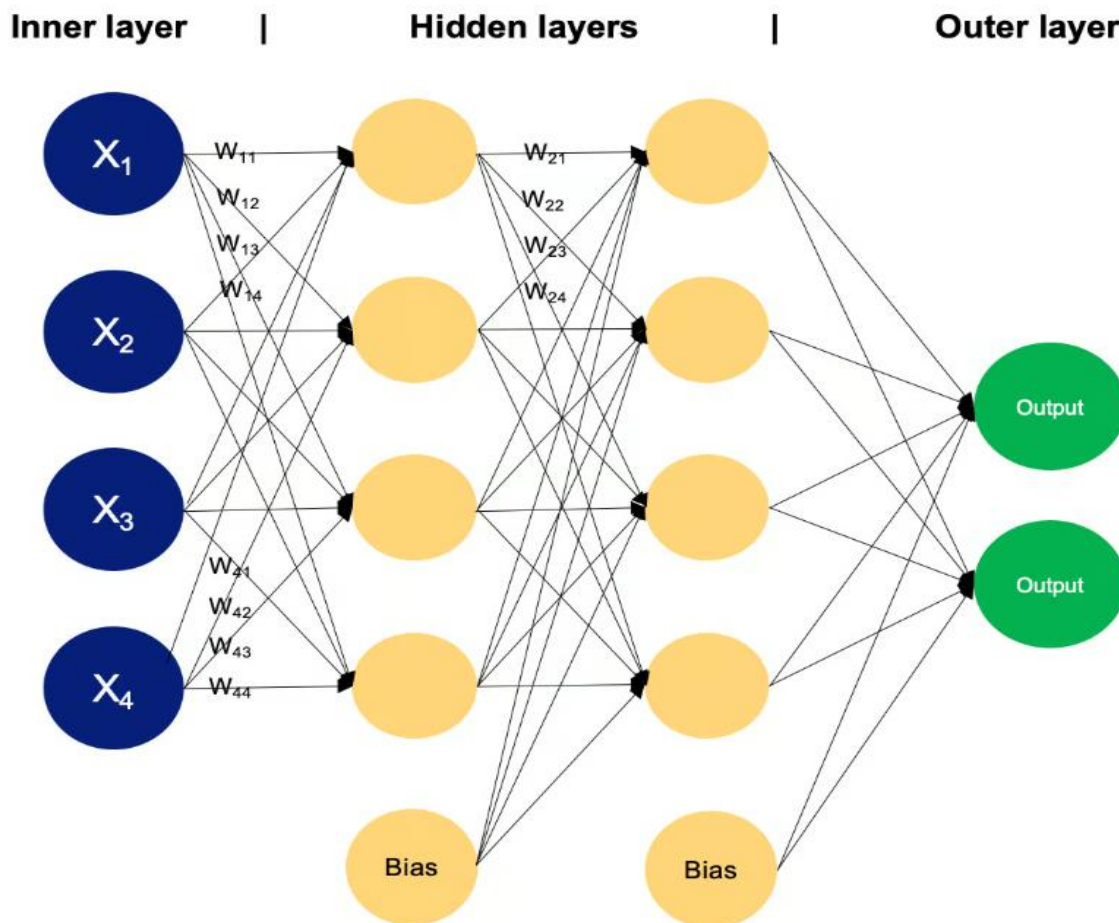 Inner layer | Hidden layers | Outer layer
X₁
W₁₁
W₁₂
W₁₃
W₁₄
W₂₁
W₂₂
W₂₃
W₂₄
X₂
X₃
Output
W₄₁
W₄₂
W₄₃
W₄₄
X₄
Output
Bias
Bias